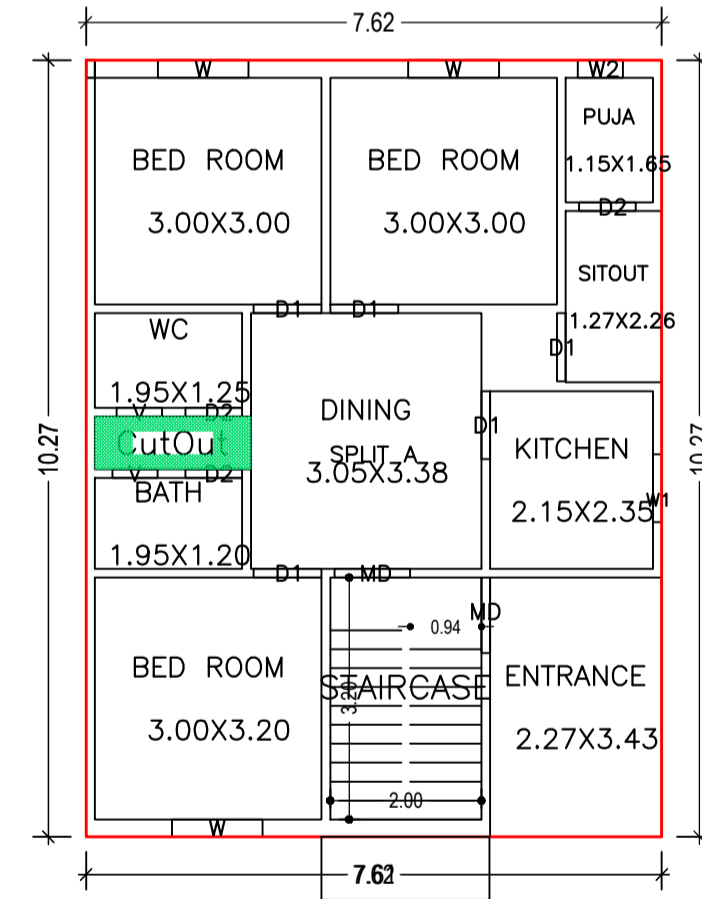 7.62
W
W
W2
PUJA
1.15X1.65
BED ROOM
3.00X3.00
BED ROOM
3.00X3.00
D2
SITOUT
1.27X2.26
D1
D1
D1
WC
1.95X1.25
V
D2
CutOut
V
D2
BATH
1.95X1.20
DINING
SPLIT A
3.05X3.38
D1
KITCHEN
2.15X2.35
W1
10.27
10.27
D1
MD
MD
0.94
BED ROOM
3.00X3.20
STAIRCASE
3.20
2.00
ENTRANCE
2.27X3.43
W